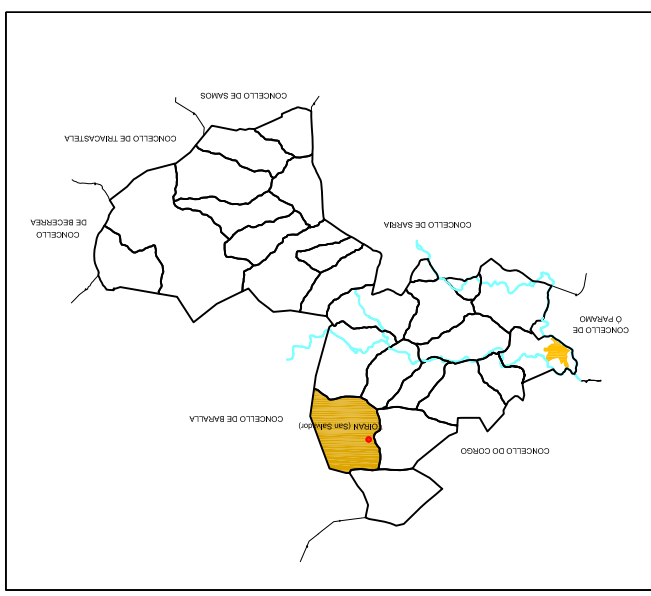 CONCELLO DO CORGO
OIRAN (San Salvador)
CONCELLO DE BARALLA
CONCELLO DE
Ó PARAMO
CONCELLO DE SARRIA
CONCELLO
DE BECERREA
CONCELLO DE TRIACASTELA
CONCELLO DE SAMOS